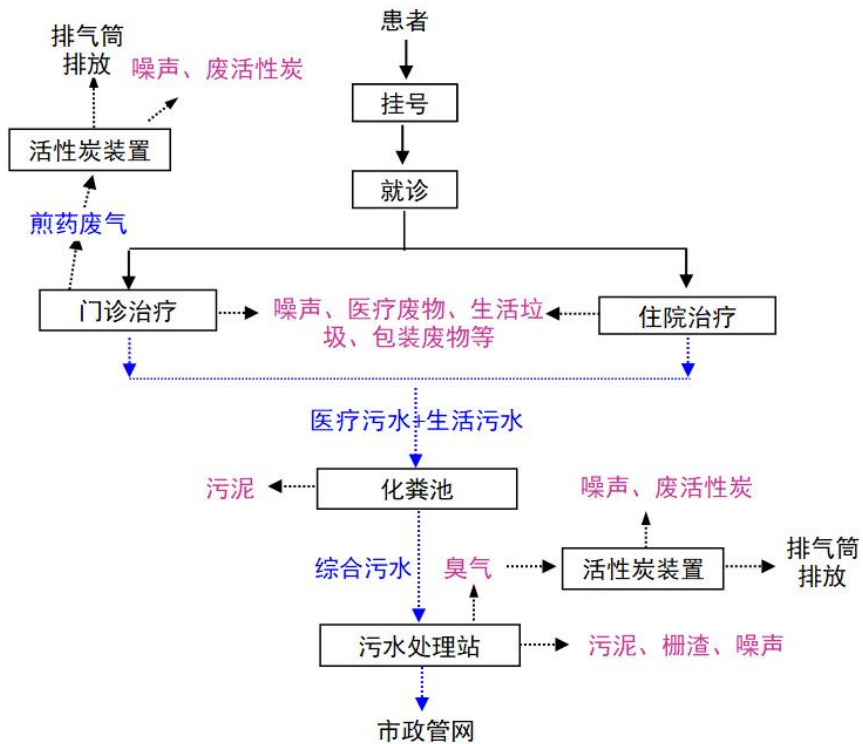 患者
排气筒
排放
噪声、废活性炭
挂号
活性炭装置
就诊
煎药废气
门诊治疗
噪声、医疗废物、生活垃
圾、包装废物等
住院治疗
医疗污水+生活污水
污泥
化粪池
噪声、废活性炭
综合污水
臭气
活性炭装置
排气筒
排放
污水处理站
污泥、栅渣、噪声
市政管网